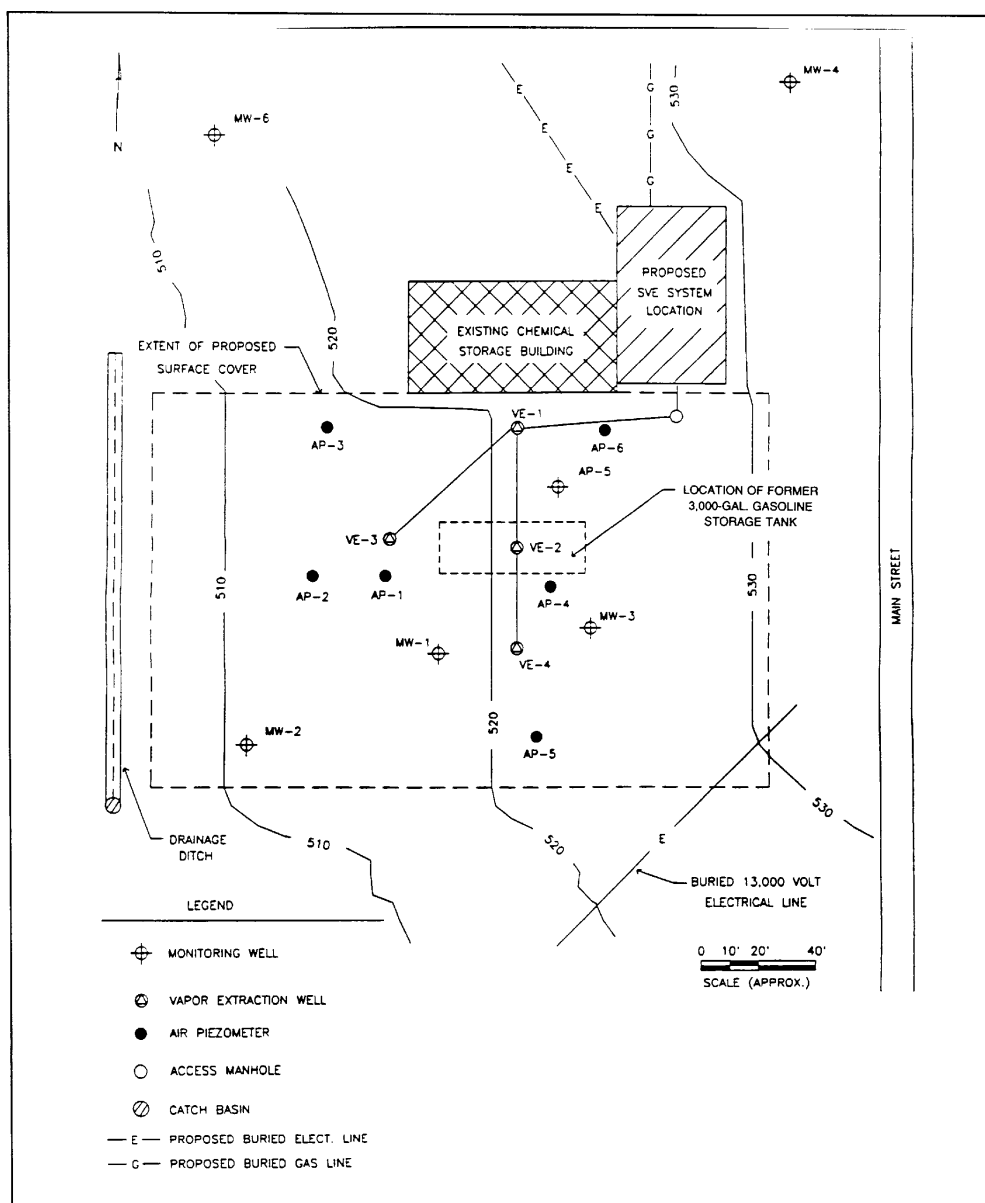 MW-4
530
E
G
E
G
MW-6
N
E
G
E
510
PROPOSED
SVE SYSTEM
LOCATION
520
EXISTING CHEMICAL
STORAGE BUILDING
EXTENT OF PROPOSED
SURFACE COVER
VE-1
AP-3
AP-6
AP-5
LOCATION OF FORMER
3,000-GAL. GASOLINE
STORAGE TANK
VE-3
VE-2
510
AP-2
AP-1
AP-4
530
MAIN STREET
MW-3
MW-1
VE-4
520
MW-2
AP-5
530
510
520
E
DRAINAGE
DITCH
BURIED 13,000 VOLT
ELECTRICAL LINE
LEGEND
MONITORING WELL
0 10' 20' 40'
SCALE (APPROX.)
VAPOR EXTRACTION WELL
AIR PIEZOMETER
ACCESS MANHOLE
CATCH BASIN
E PROPOSED BURIED ELECT. LINE
G PROPOSED BURIED GAS LINE